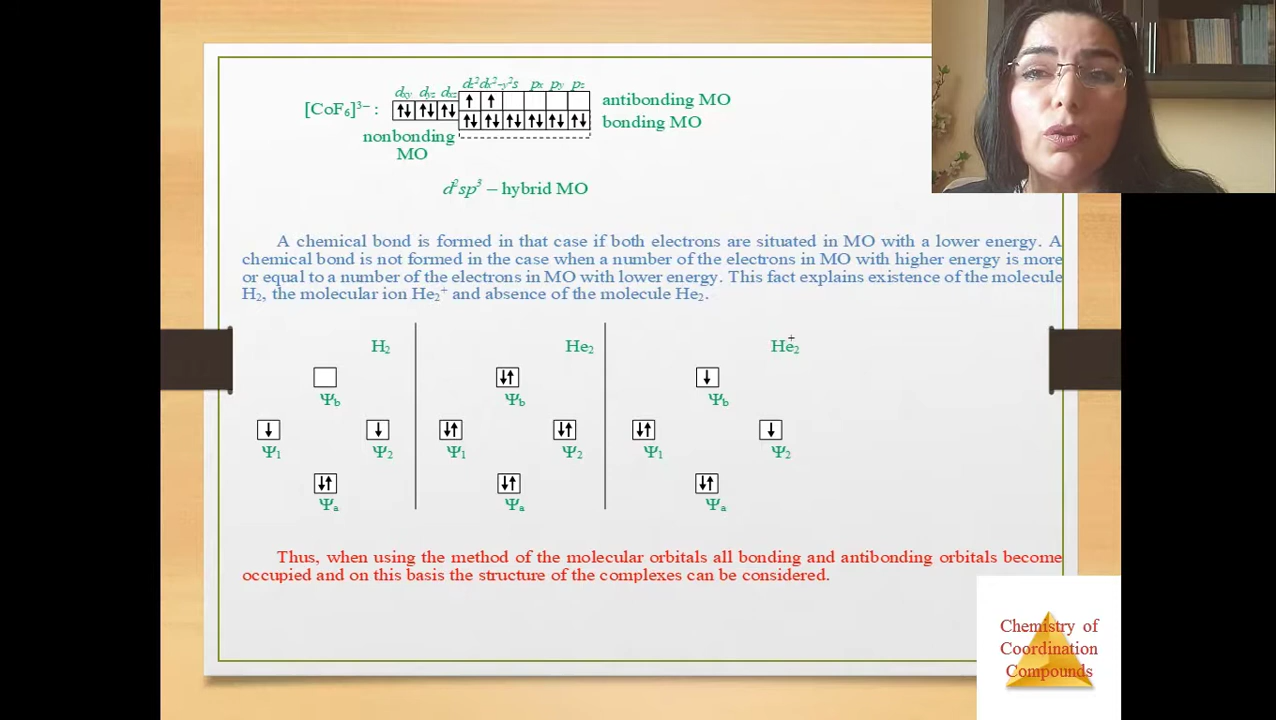 dz² dx²-y² s px py pz
dxy dyz dxz
[CoF₆]³⁻ :
antibonding MO
bonding MO
nonbonding
MO
d²sp³ – hybrid MO
A chemical bond is formed in that case if both electrons are situated in MO with a lower energy. A
chemical bond is not formed in the case when a number of the electrons in MO with higher energy is more
or equal to a number of the electrons in MO with lower energy. This fact explains existence of the molecule
H₂, the molecular ion He₂⁺ and absence of the molecule He₂.
H₂ He₂ He₂⁺
Ψb Ψb Ψb
Ψ₁ Ψ₂ Ψ₁ Ψ₂ Ψ₁ Ψ₂
Ψₐ Ψₐ Ψₐ
Thus, when using the method of the molecular orbitals all bonding and antibonding orbitals become
occupied and on this basis the structure of the complexes can be considered.
Chemistry of
Coordination
Compounds